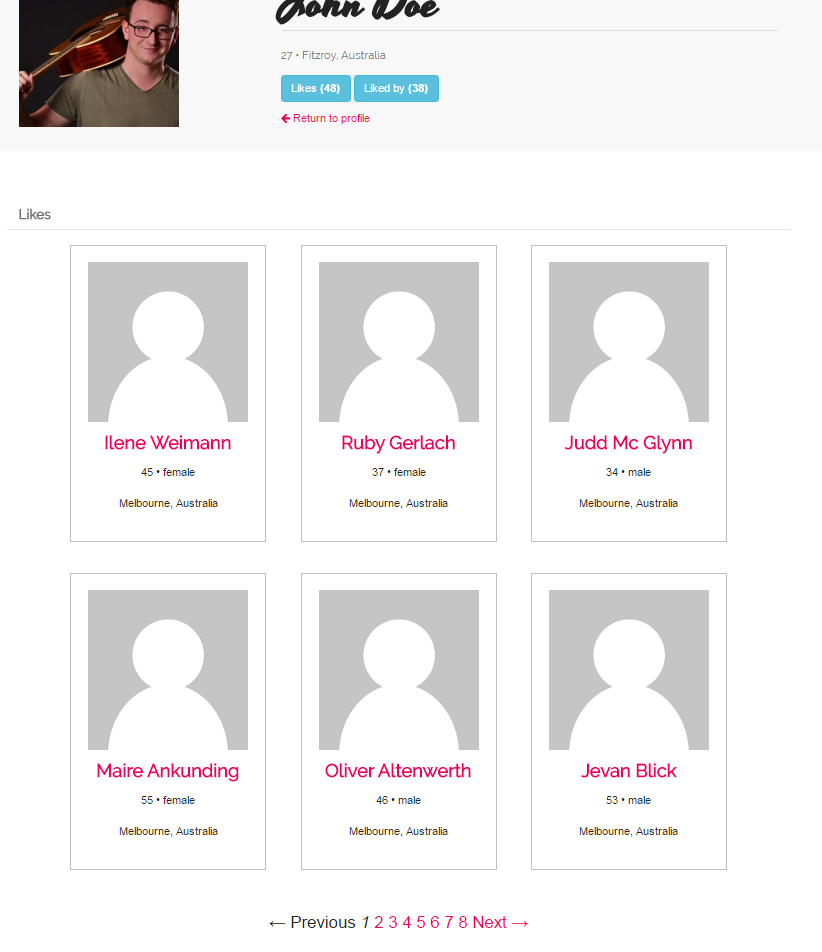 John Doe
27 • Fitzroy, Australia
Likes (48) Liked by (38)
← Return to profile
Likes
Ilene Weimann Ruby Gerlach Judd Mc Glynn
45 • female 37 • female 34 • male
Melbourne, Australia Melbourne, Australia Melbourne, Australia
Maire Ankunding Oliver Altenwerth Jevan Blick
55 • female 46 • male 53 • male
Melbourne, Australia Melbourne, Australia Melbourne, Australia
← Previous 1 2 3 4 5 6 7 8 Next →